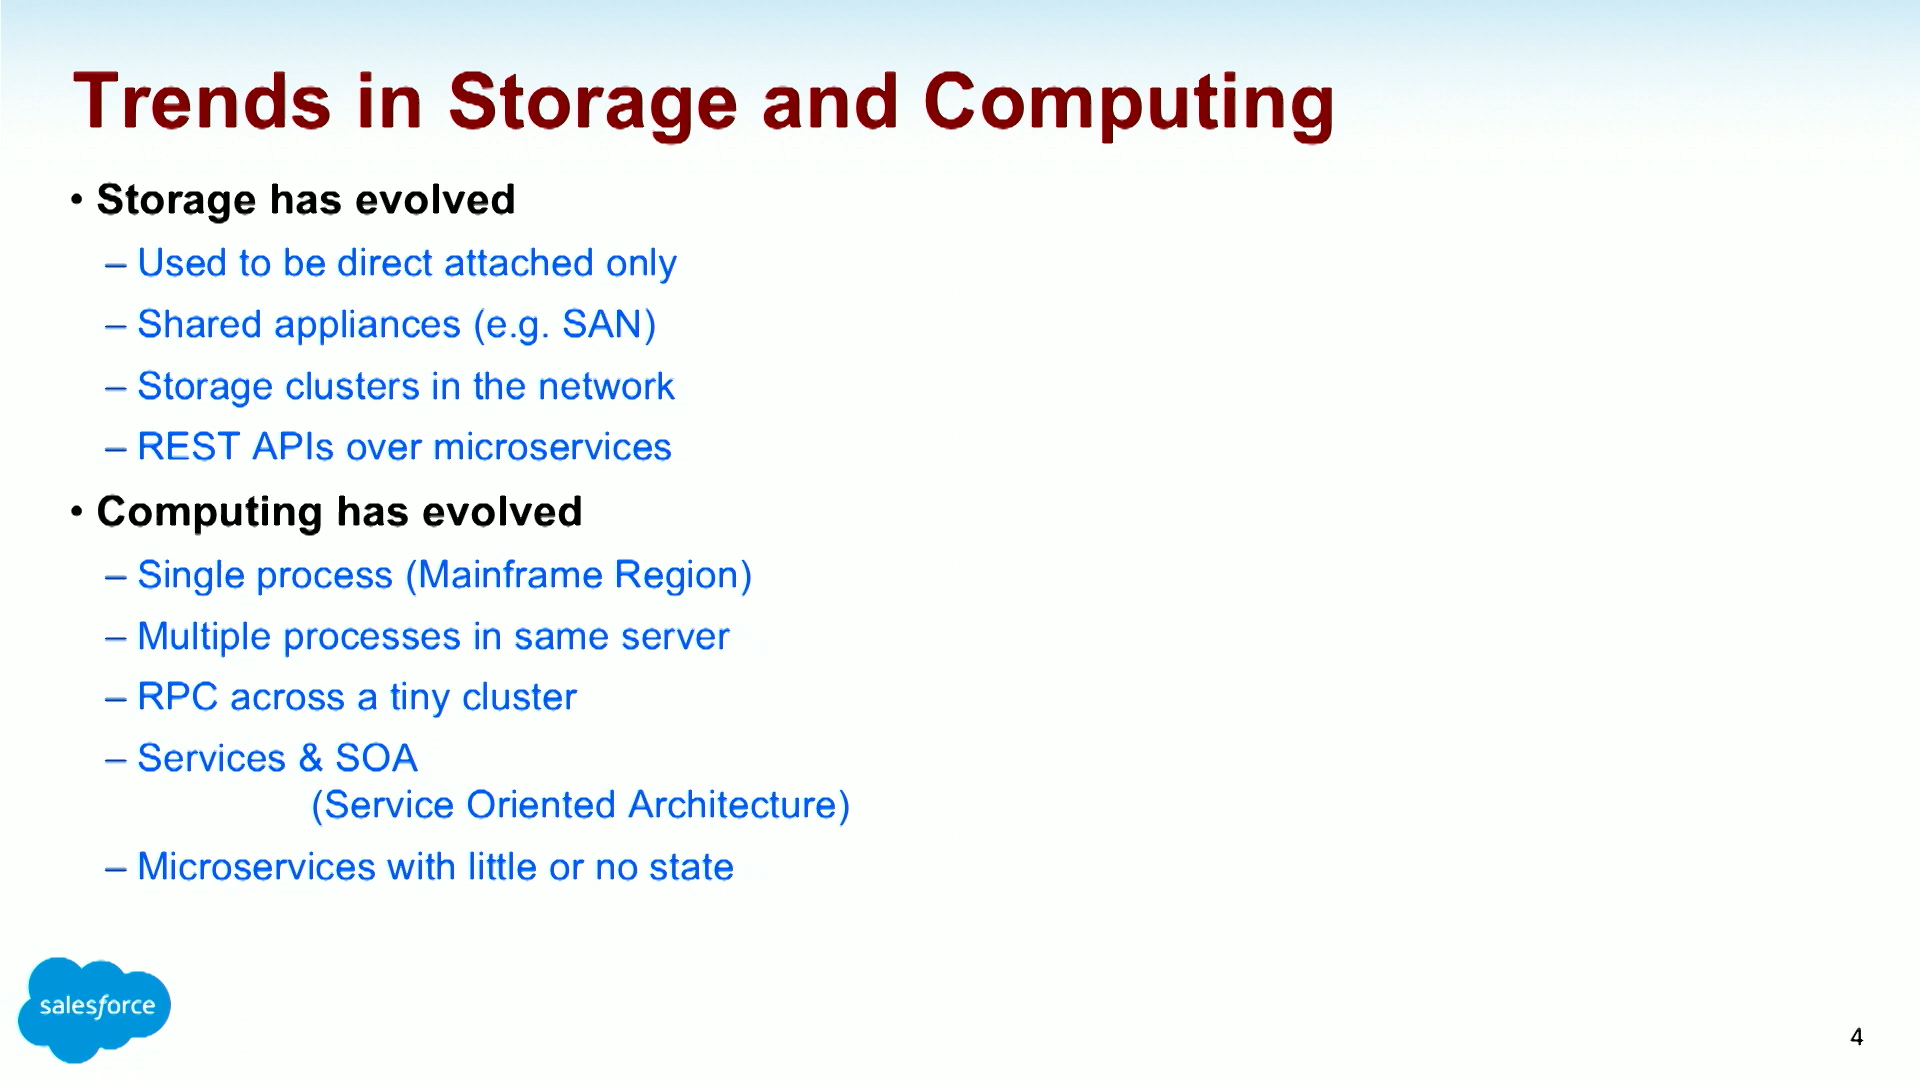 Trends in Storage and Computing
• Storage has evolved
– Used to be direct attached only
– Shared appliances (e.g. SAN)
– Storage clusters in the network
– REST APIs over microservices
• Computing has evolved
– Single process (Mainframe Region)
– Multiple processes in same server
– RPC across a tiny cluster
– Services & SOA
(Service Oriented Architecture)
– Microservices with little or no state
salesforce
4